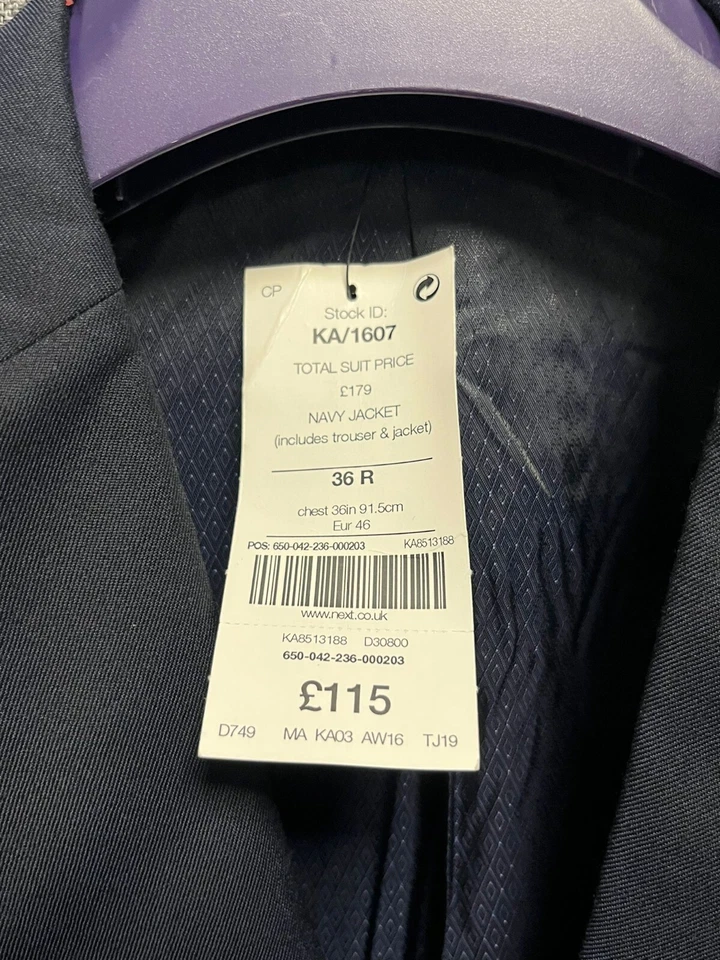 CP
Stock ID:
KA/1607
TOTAL SUIT PRICE
£179
NAVY JACKET
(includes trouser & jacket)
36 R
chest 36in 91.5cm
Eur 46
POS: 650-042-236-000203 KA8513188
www.next.co.uk
KA8513188 D30800
650-042-236-000203
£115
D749 MA KA03 AW16 TJ19